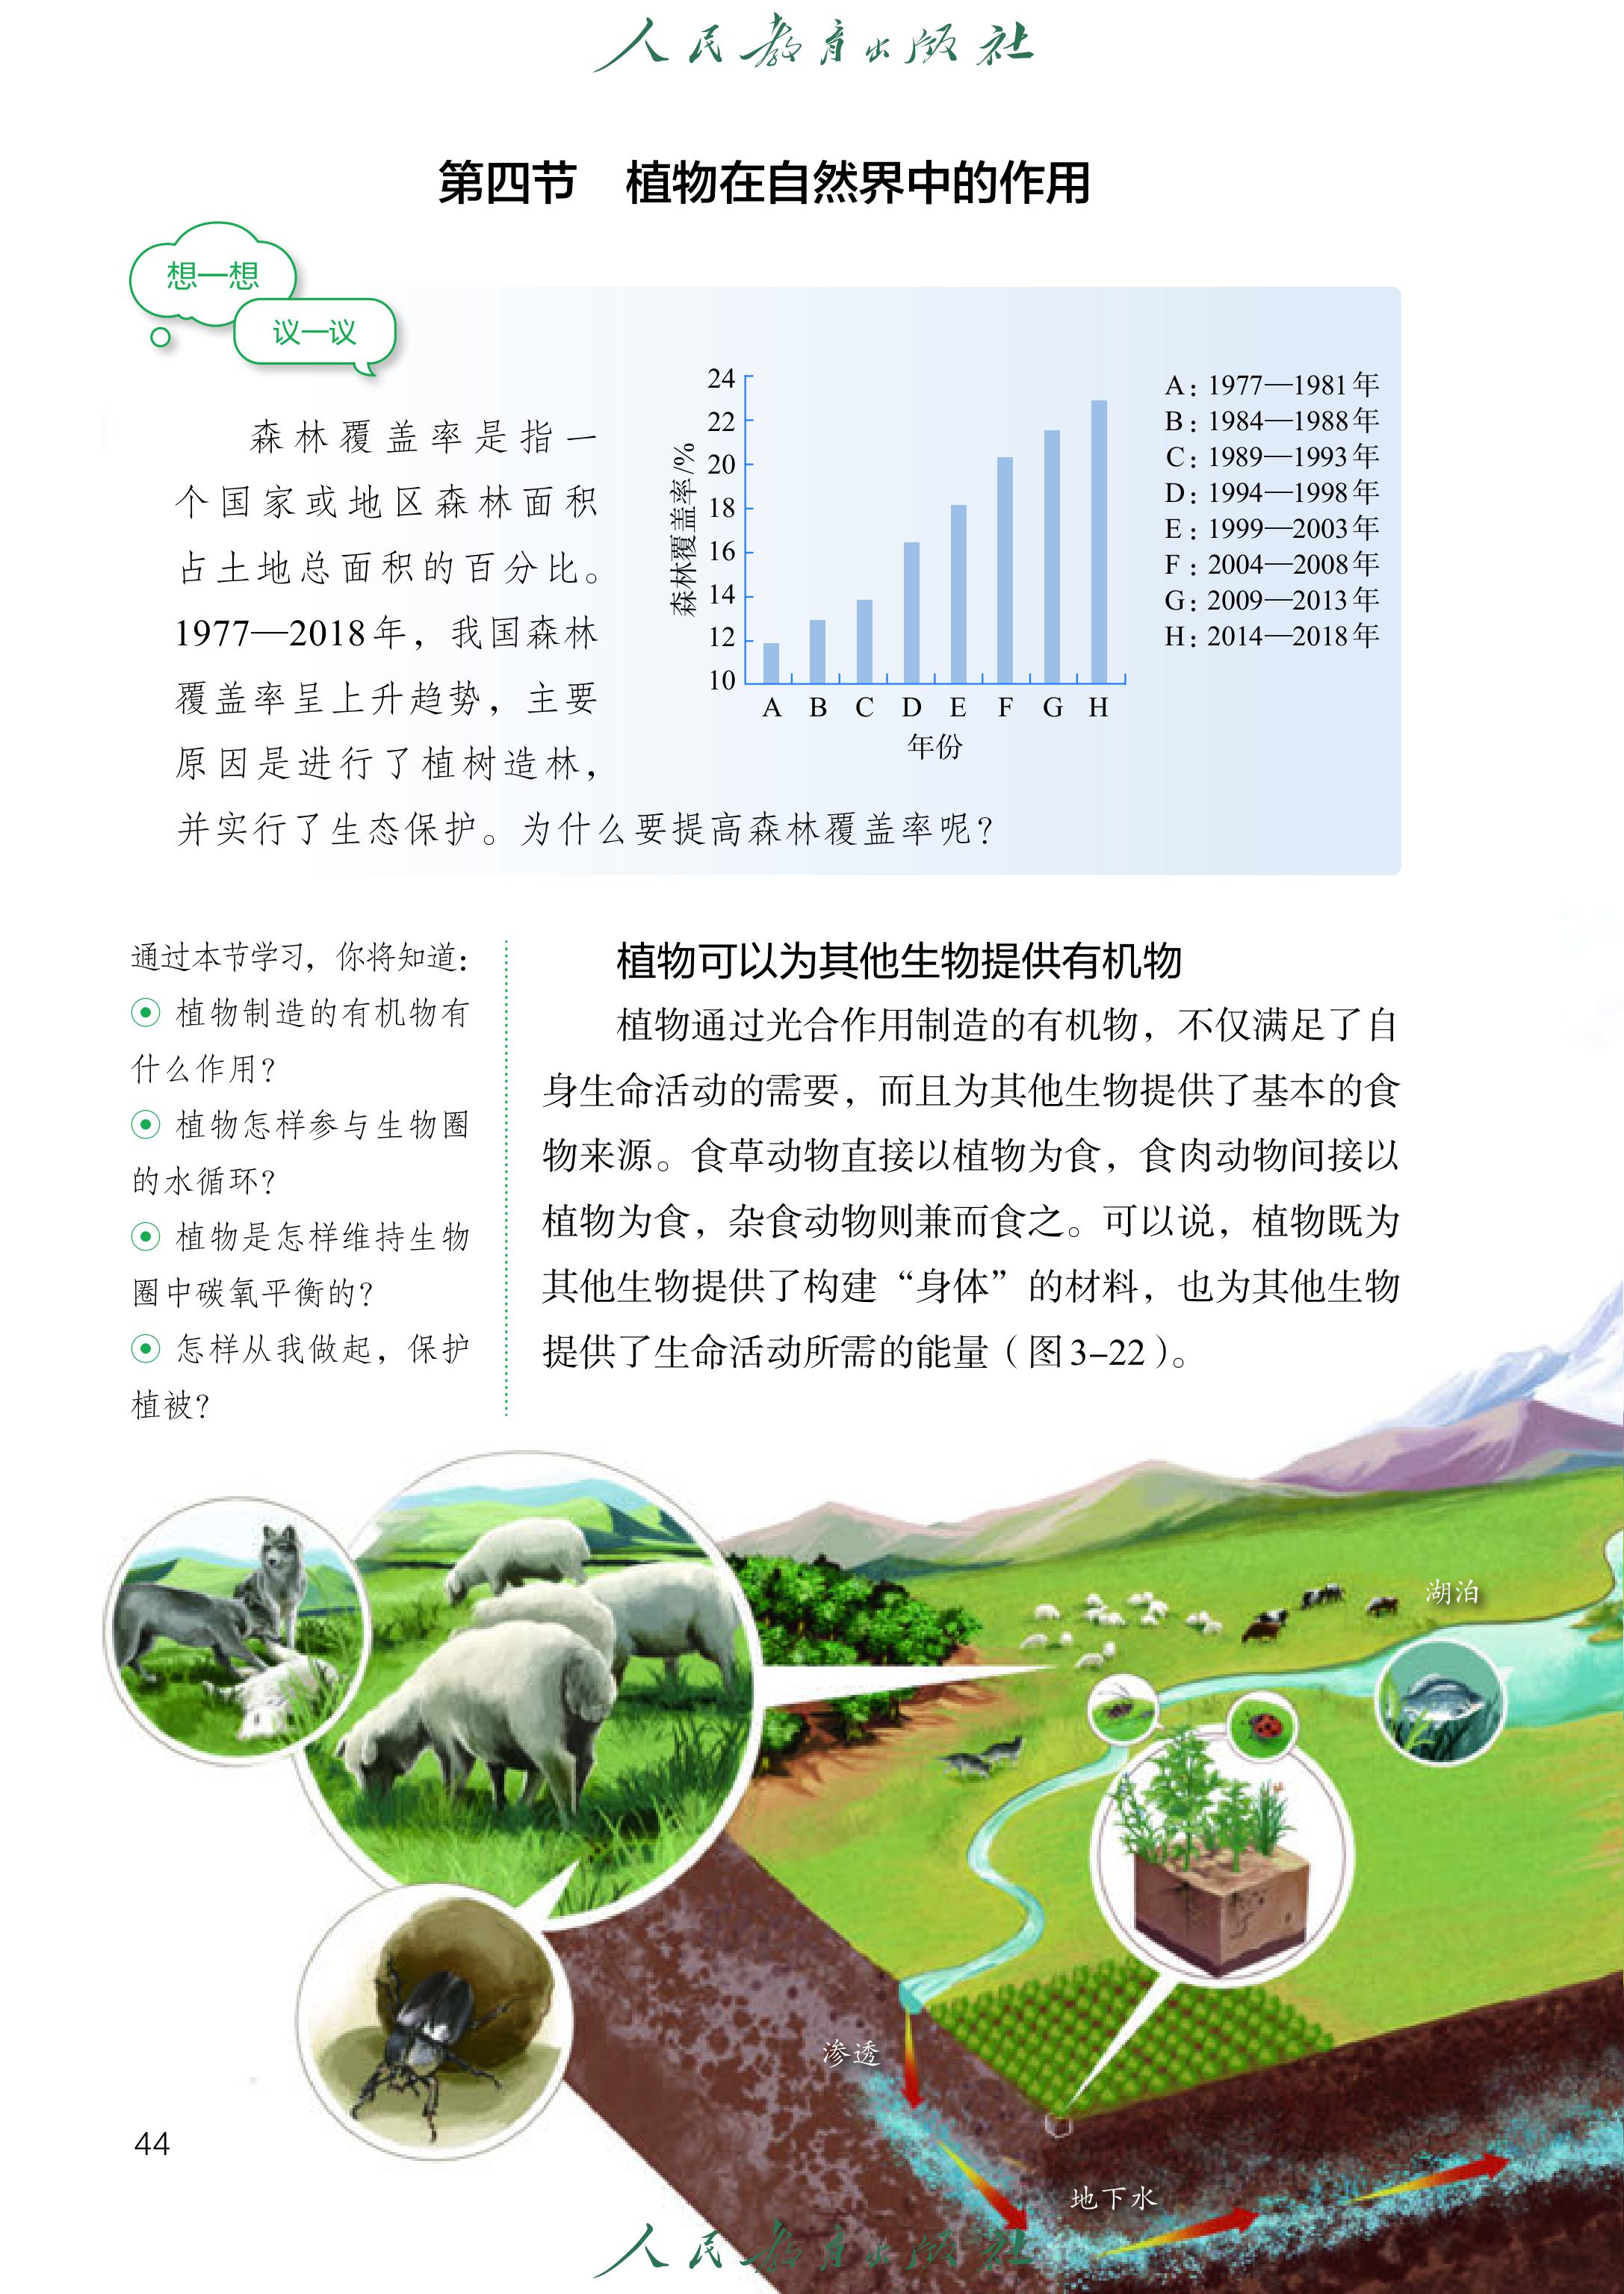 人民教育出版社
第四节 植物在自然界中的作用
想一想
议一议
森林覆盖率是指一
个国家或地区森林面积
占土地总面积的百分比。
1977—2018年，我国森林
覆盖率呈上升趋势，主要
原因是进行了植树造林，
并实行了生态保护。为什么要提高森林覆盖率呢？
森林覆盖率/%
24
22
20
18
16
14
12
10
A B C D E F G H
年份
A：1977—1981年
B：1984—1988年
C：1989—1993年
D：1994—1998年
E：1999—2003年
F：2004—2008年
G：2009—2013年
H：2014—2018年
通过本节学习，你将知道：
植物制造的有机物有
什么作用？
植物怎样参与生物圈
的水循环？
植物是怎样维持生物
圈中碳氧平衡的？
怎样从我做起，保护
植被？
植物可以为其他生物提供有机物
植物通过光合作用制造的有机物，不仅满足了自
身生命活动的需要，而且为其他生物提供了基本的食
物来源。食草动物直接以植物为食，食肉动物间接以
植物为食，杂食动物则兼而食之。可以说，植物既为
其他生物提供了构建“身体”的材料，也为其他生物
提供了生命活动所需的能量（图3-22）。
湖泊
渗透
地下水
44
人民教育出版社